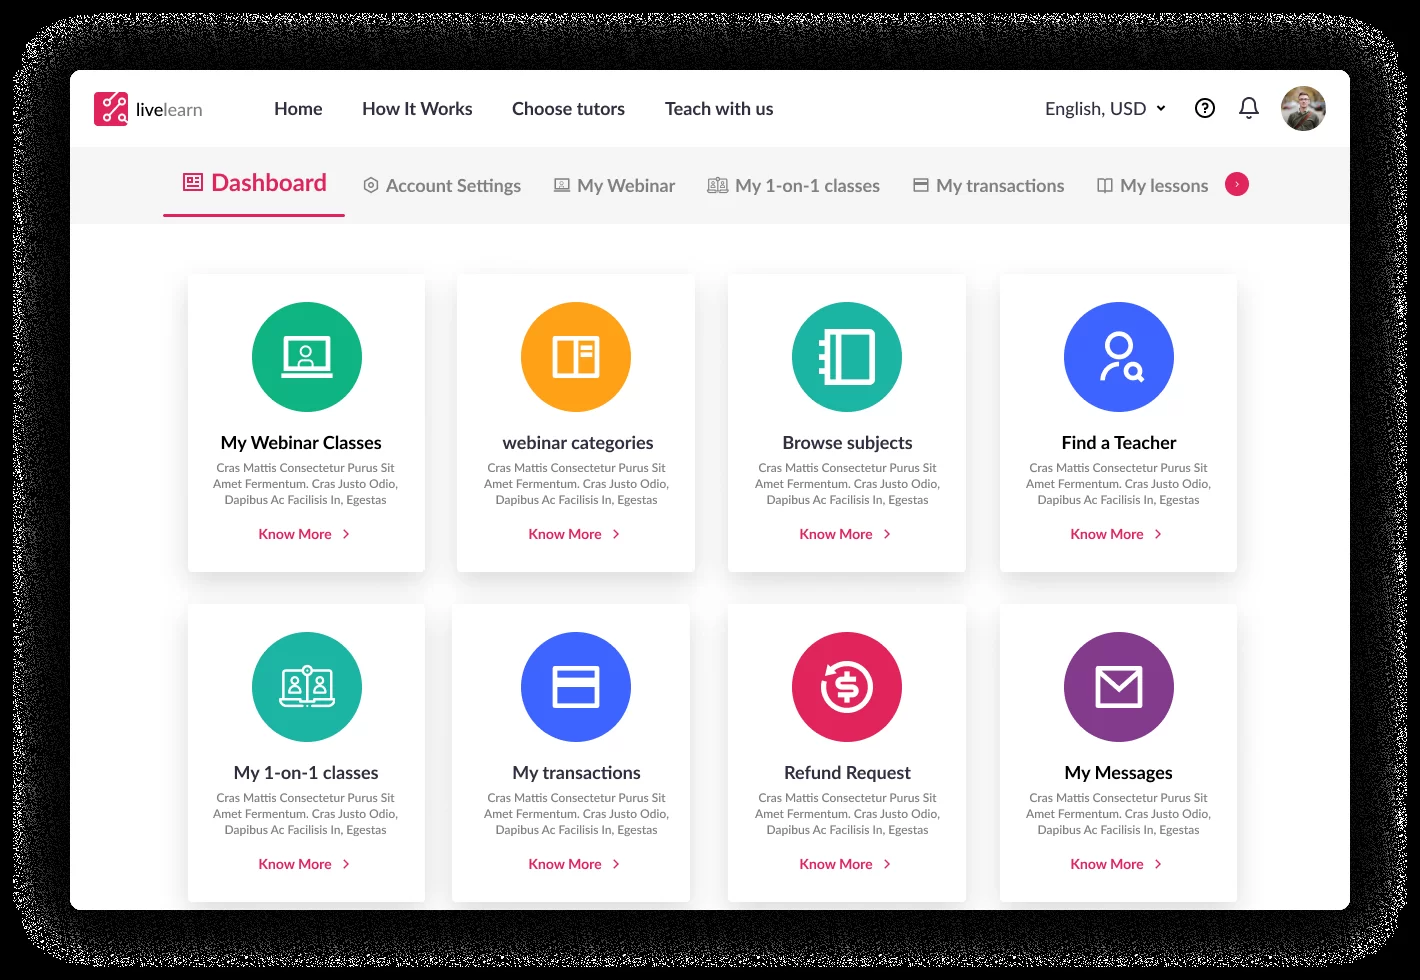 livelearn
Home
How It Works
Choose tutors
Teach with us
English, USD
Dashboard
Account Settings
My Webinar
My 1-on-1 classes
My transactions
My lessons
My Webinar Classes
Cras Mattis Consectetur Purus Sit
Amet Fermentum. Cras Justo Odio,
Dapibus Ac Facilisis In, Egestas
Know More
webinar categories
Cras Mattis Consectetur Purus Sit
Amet Fermentum. Cras Justo Odio,
Dapibus Ac Facilisis In, Egestas
Know More
Browse subjects
Cras Mattis Consectetur Purus Sit
Amet Fermentum. Cras Justo Odio,
Dapibus Ac Facilisis In, Egestas
Know More
Find a Teacher
Cras Mattis Consectetur Purus Sit
Amet Fermentum. Cras Justo Odio,
Dapibus Ac Facilisis In, Egestas
Know More
My 1-on-1 classes
Cras Mattis Consectetur Purus Sit
Amet Fermentum. Cras Justo Odio,
Dapibus Ac Facilisis In, Egestas
Know More
My transactions
Cras Mattis Consectetur Purus Sit
Amet Fermentum. Cras Justo Odio,
Dapibus Ac Facilisis In, Egestas
Know More
Refund Request
Cras Mattis Consectetur Purus Sit
Amet Fermentum. Cras Justo Odio,
Dapibus Ac Facilisis In, Egestas
Know More
My Messages
Cras Mattis Consectetur Purus Sit
Amet Fermentum. Cras Justo Odio,
Dapibus Ac Facilisis In, Egestas
Know More